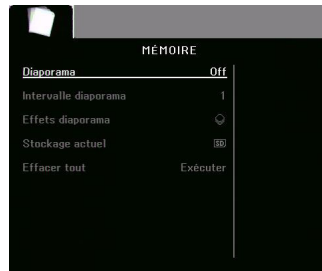 MÉMOIRE
Diaporama Off
Intervalle diaporama 1
Effets diaporama
Stockage actuel SD
Effacer tout Exécuter